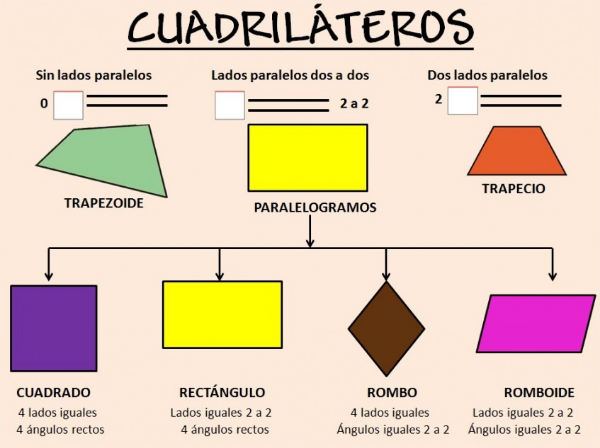 CUADRILÁTEROS
Sin lados paralelos
Lados paralelos dos a dos
Dos lados paralelos
0
2 a 2
2
TRAPEZOIDE
PARALELOGRAMOS
TRAPECIO
CUADRADO
4 lados iguales
4 ángulos rectos
RECTÁNGULO
Lados iguales 2 a 2
4 ángulos rectos
ROMBO
4 lados iguales
Ángulos iguales 2 a 2
ROMBOIDE
Lados iguales 2 a 2
Ángulos iguales 2 a 2